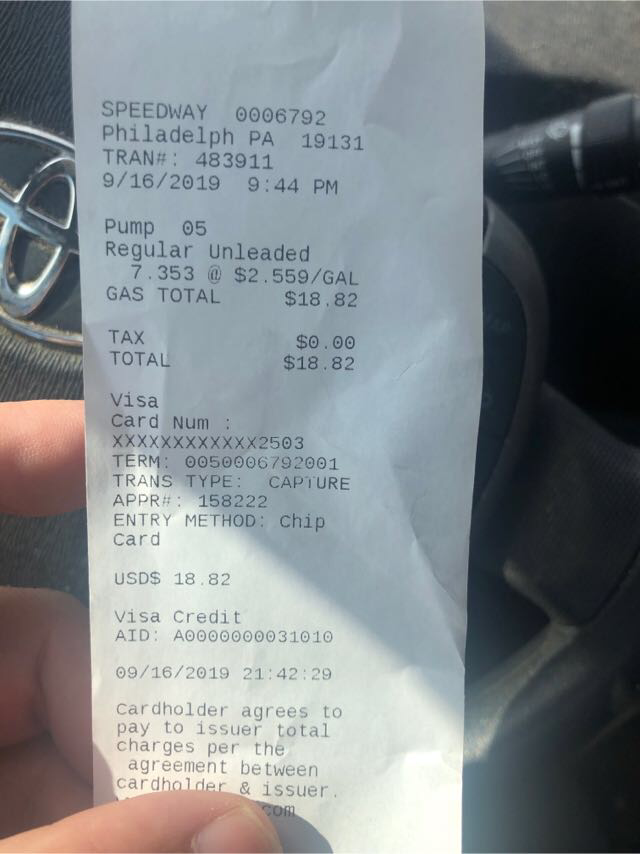 SPEEDWAY 0006792
Philadelph PA 19131
TRAN#: 483911
9/16/2019 9:44 PM
Pump 05
Regular Unleaded
7.353 @ $2.559/GAL
GAS TOTAL $18.82
TAX $0.00
TOTAL $18.82
Visa
Card Num :
XXXXXXXXXXXX2503
TERM: 0050006792001
TRANS TYPE: CAPTURE
APPR#: 158222
ENTRY METHOD: Chip
Card
USD$ 18.82
Visa Credit
AID: A0000000031010
09/16/2019 21:42:29
Cardholder agrees to
pay to issuer total
charges per the
agreement between
cardholder & issuer.
com